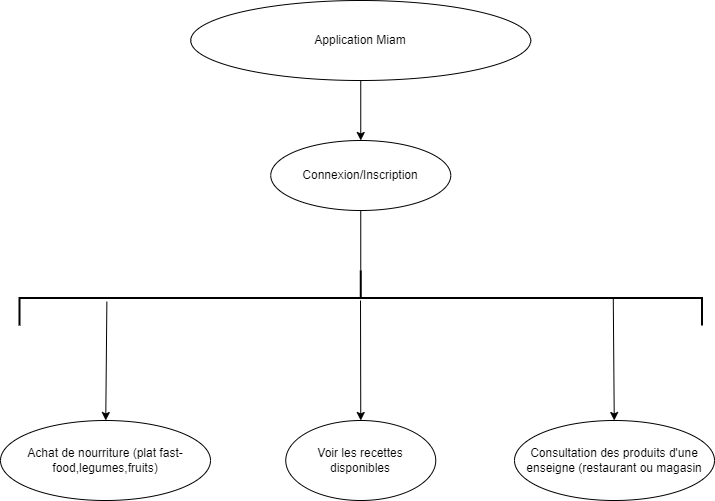 Application Miam
Connexion/Inscription
Achat de nourriture (plat fast-
food,legumes,fruits)
Voir les recettes
disponibles
Consultation des produits d'une
enseigne (restaurant ou magasin